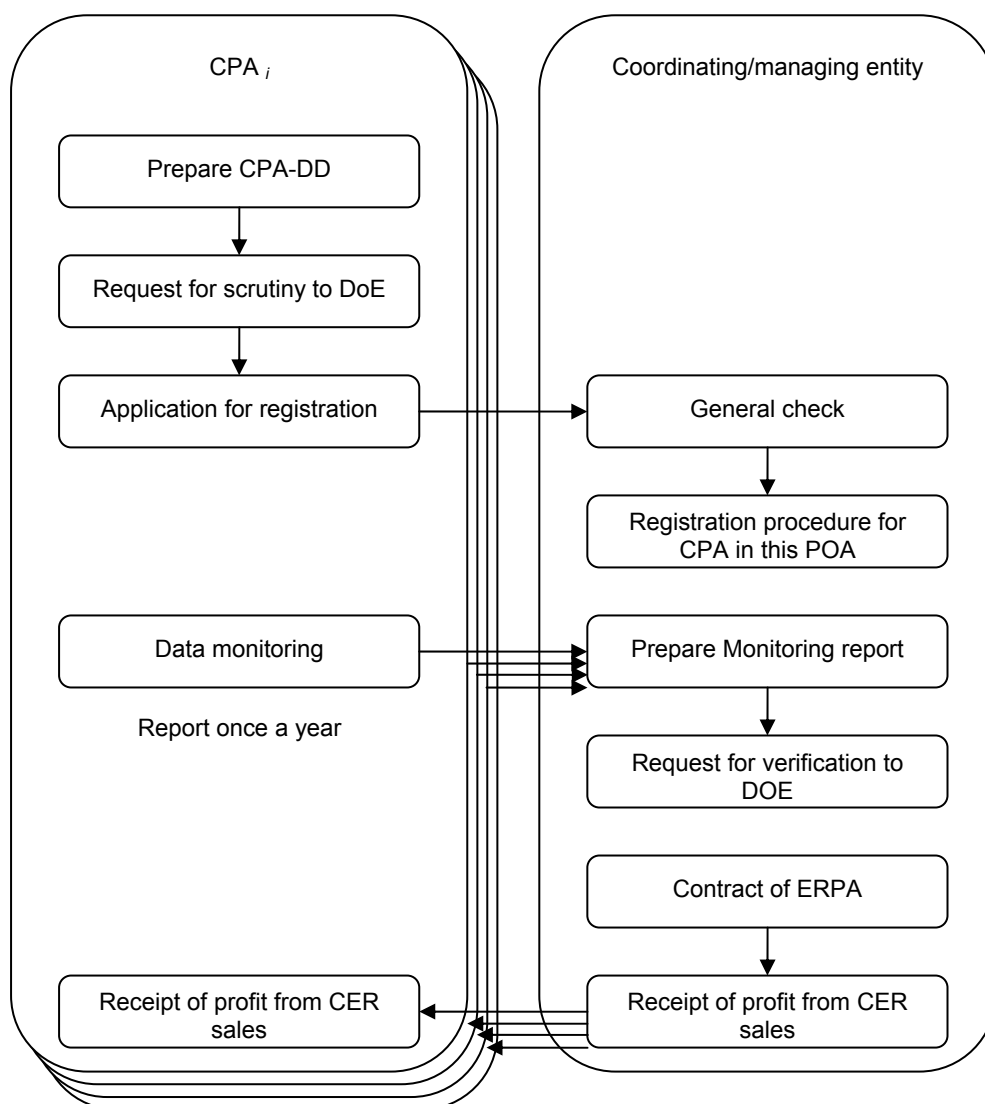 CPA i
Prepare CPA-DD
Request for scrutiny to DoE
Application for registration
Data monitoring
Report once a year
Receipt of profit from CER
sales
Coordinating/managing entity
General check
Registration procedure for
CPA in this POA
Prepare Monitoring report
Request for verification to
DOE
Contract of ERPA
Receipt of profit from CER
sales